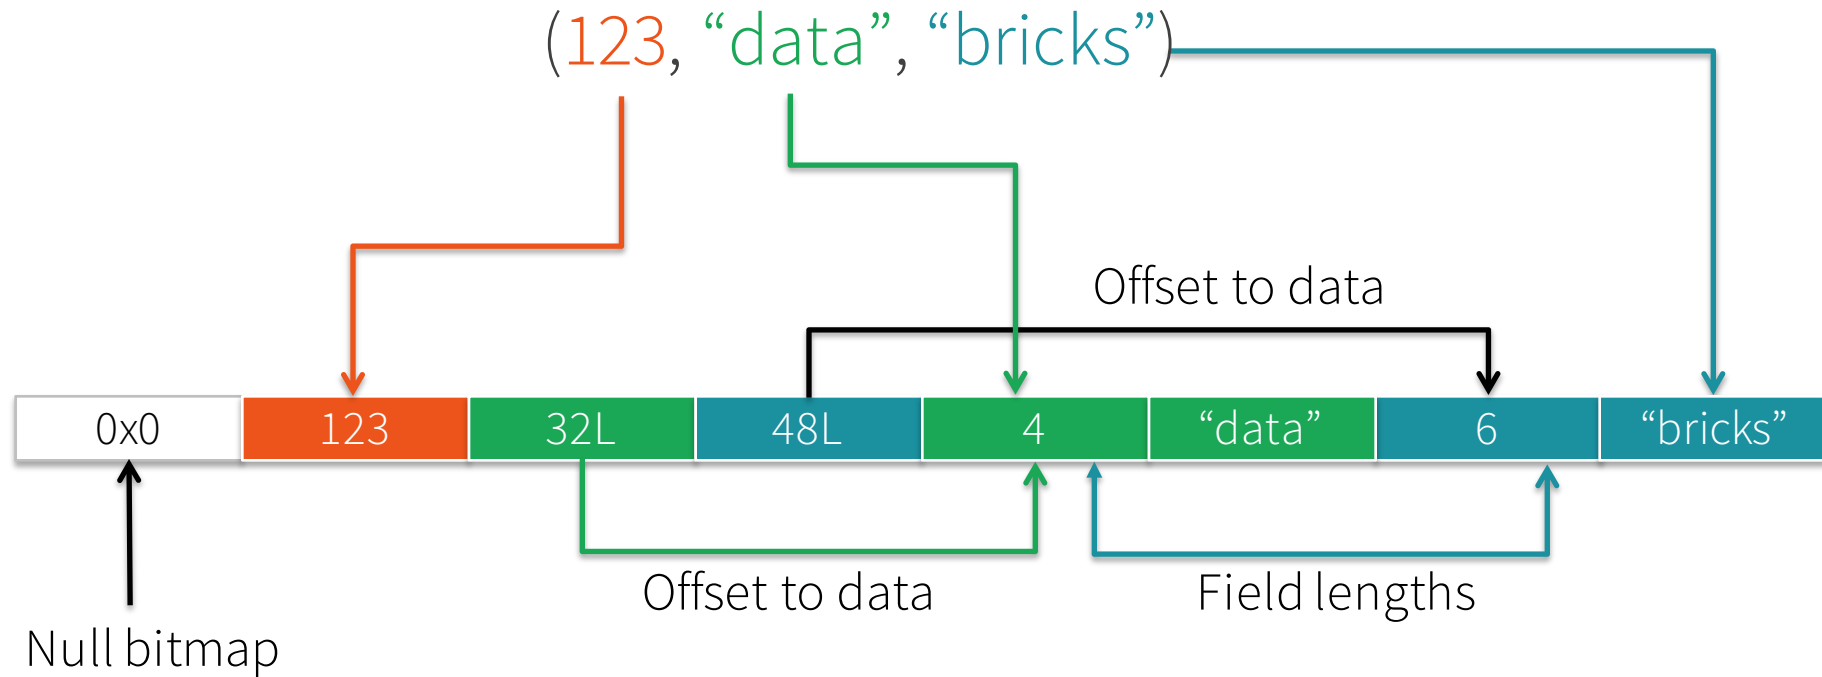 (123, “data”, “bricks”)
Offset to data
0x0 123 32L 48L 4 “data” 6 “bricks”
Offset to data Field lengths
Null bitmap